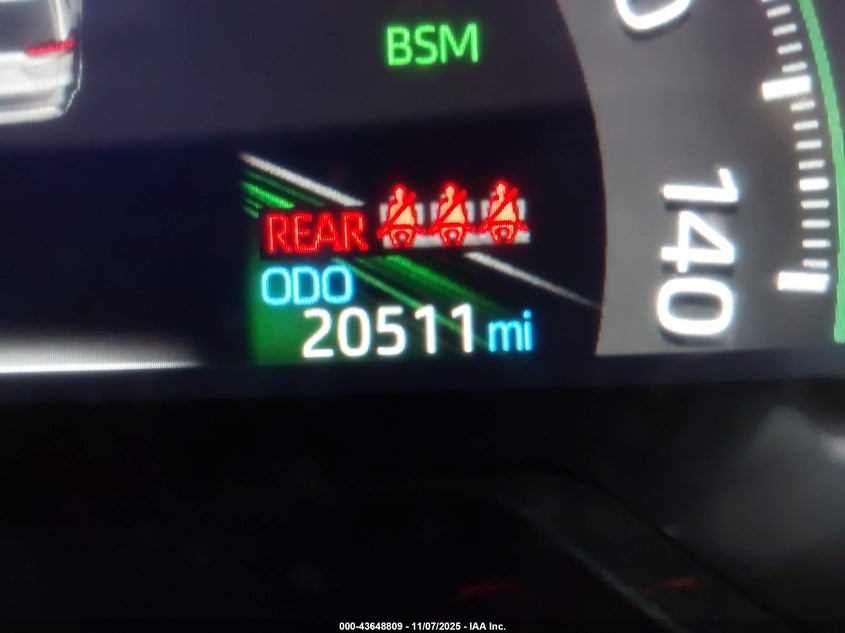 BSM
REAR
ODO
20511 mi
140
000-43648809 - 11/07/2025 - IAA Inc.